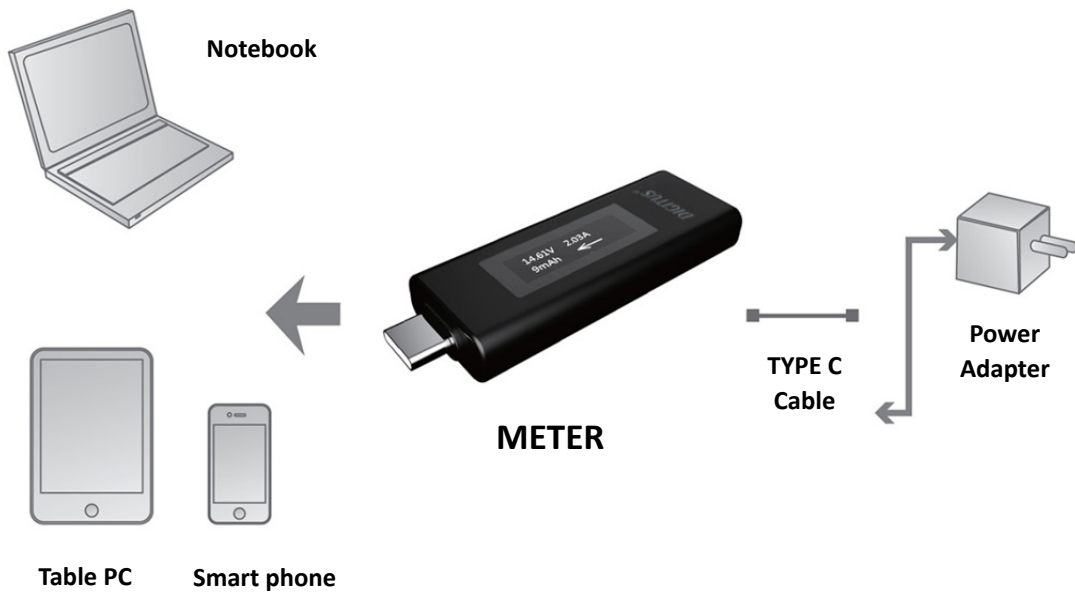 Notebook
DIGITUS
14.61V 2.03A
9mAh
METER
TYPE C
Cable
Power
Adapter
Table PC
Smart phone